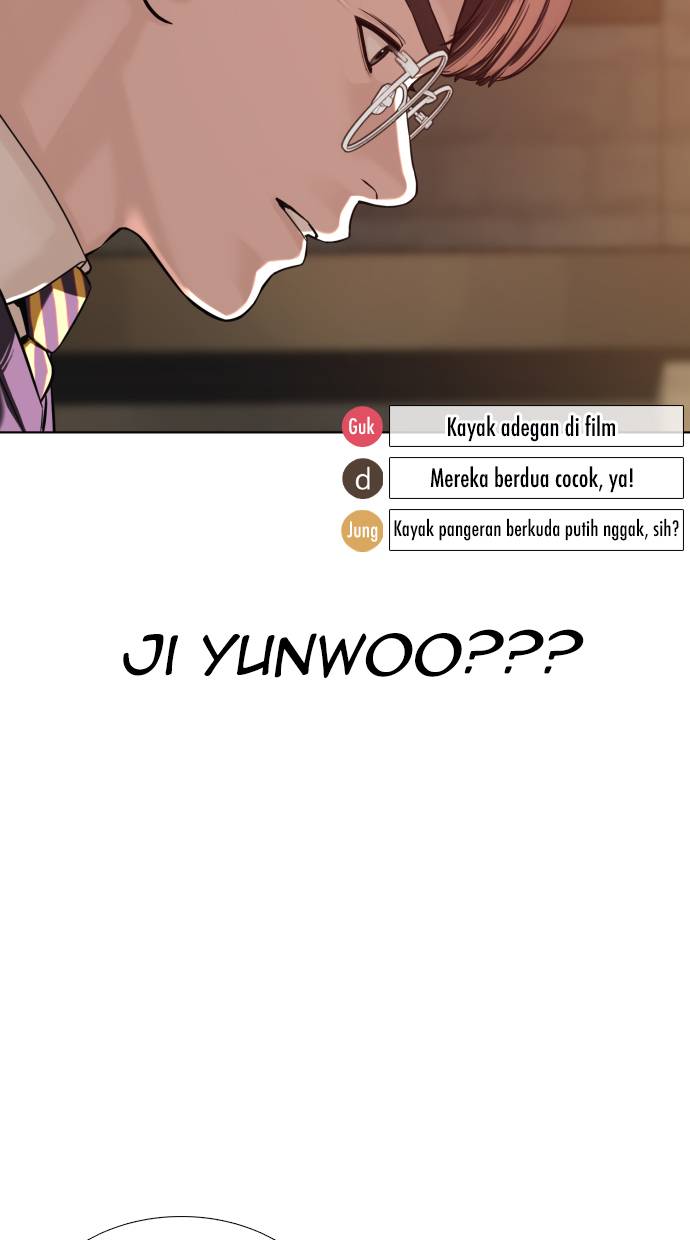 Guk Kayak adegan di film
d Mereka berdua cocok, ya!
Jung Kayak pangeran berkuda putih nggak, sih?
JI YUNWOO???